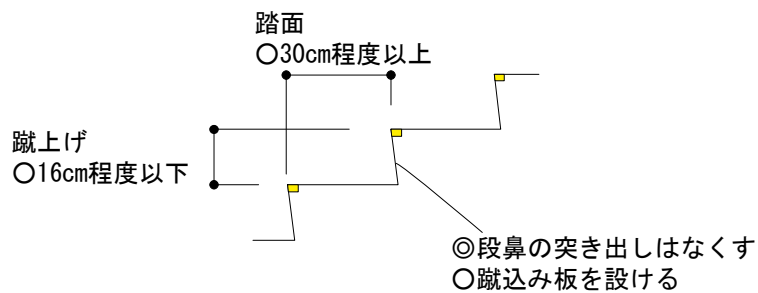 踏面
○30cm程度以上
蹴上げ
○16cm程度以下
◎段鼻の突き出しはなくす
○蹴込み板を設ける